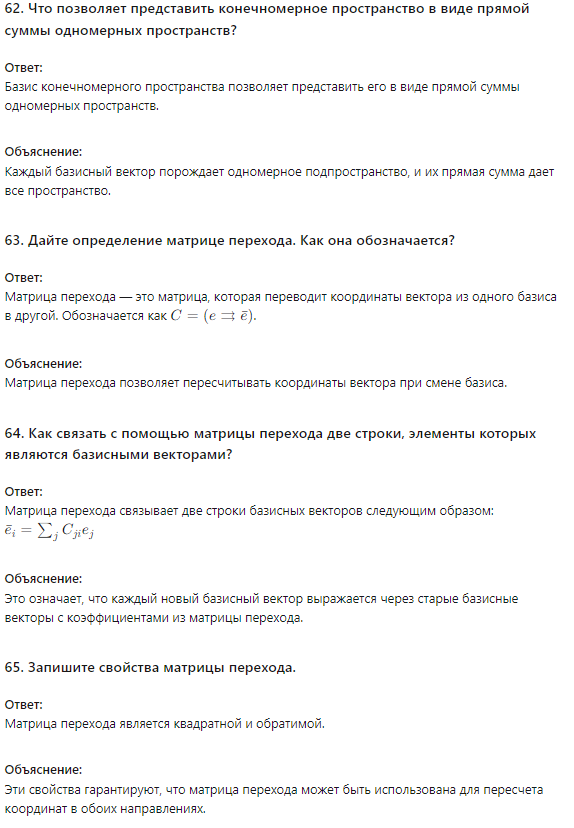 62. Что позволяет представить конечномерное пространство в виде прямой
суммы одномерных пространств?
Ответ:
Базис конечномерного пространства позволяет представить его в виде прямой суммы
одномерных пространств.
Объяснение:
Каждый базисный вектор порождает одномерное подпространство, и их прямая сумма дает
все пространство.
63. Дайте определение матрице перехода. Как она обозначается?
Ответ:
Матрица перехода — это матрица, которая переводит координаты вектора из одного базиса
в другой. Обозначается как C = (e ⇉ ē).
Объяснение:
Матрица перехода позволяет пересчитывать координаты вектора при смене базиса.
64. Как связать с помощью матрицы перехода две строки, элементы которых
являются базисными векторами?
Ответ:
Матрица перехода связывает две строки базисных векторов следующим образом:
ēᵢ = ∑ⱼ Cⱼᵢeⱼ
Объяснение:
Это означает, что каждый новый базисный вектор выражается через старые базисные
векторы с коэффициентами из матрицы перехода.
65. Запишите свойства матрицы перехода.
Ответ:
Матрица перехода является квадратной и обратимой.
Объяснение:
Эти свойства гарантируют, что матрица перехода может быть использована для пересчета
координат в обоих направлениях.